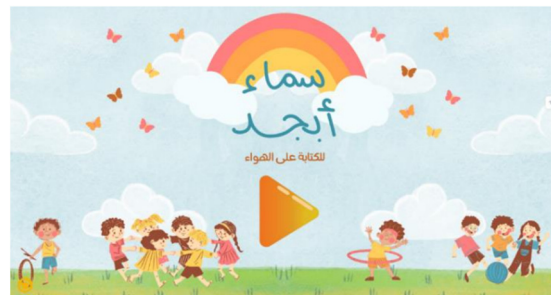 سماء
أبجد
للكتابة على الهواء